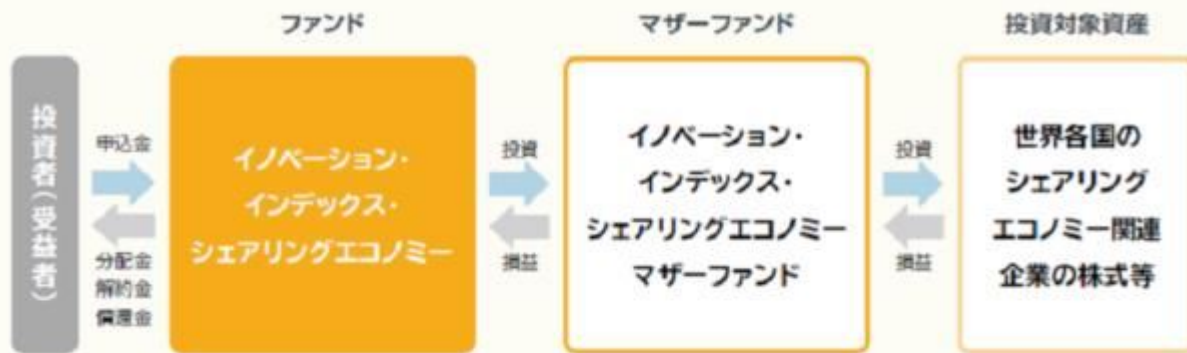 ファンド
マザーファンド
投資対象資産
投資者(受益者)
申込金
分配金
解約金
償還金
イノベーション・
インデックス・
シェアリングエコノミー
投資
損益
イノベーション・
インデックス・
シェアリングエコノミー
マザーファンド
投資
損益
世界各国の
シェアリング
エコノミー関連
企業の株式等